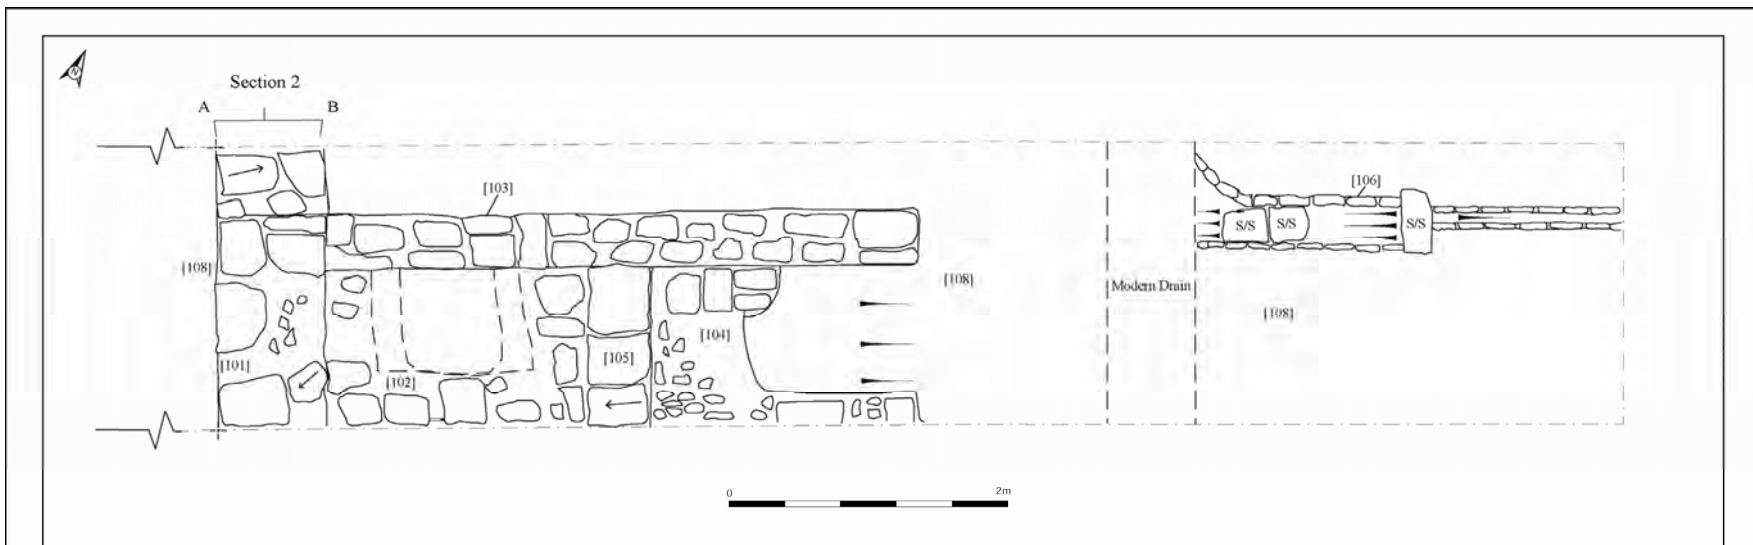 N
Section 2
A B
[103]
[106]
S/S S/S S/S
[108]
[108]
Modern Drain
[108]
[104]
[105]
[101]
[102]
0 2m